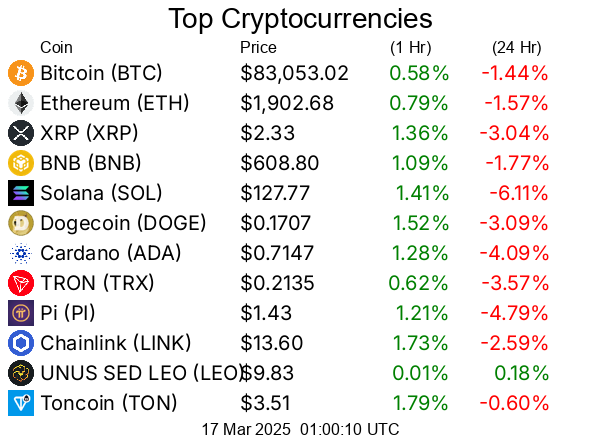 Top Cryptocurrencies
Coin Price (1 Hr) (24 Hr)
Bitcoin (BTC) $83,053.02 0.58% -1.44%
Ethereum (ETH) $1,902.68 0.79% -1.57%
XRP (XRP) $2.33 1.36% -3.04%
BNB (BNB) $608.80 1.09% -1.77%
Solana (SOL) $127.77 1.41% -6.11%
Dogecoin (DOGE) $0.1707 1.52% -3.09%
Cardano (ADA) $0.7147 1.28% -4.09%
TRON (TRX) $0.2135 0.62% -3.57%
Pi (PI) $1.43 1.21% -4.79%
Chainlink (LINK) $13.60 1.73% -2.59%
UNUS SED LEO (LEO) $9.83 0.01% 0.18%
Toncoin (TON) $3.51 1.79% -0.60%
17 Mar 2025 01:00:10 UTC